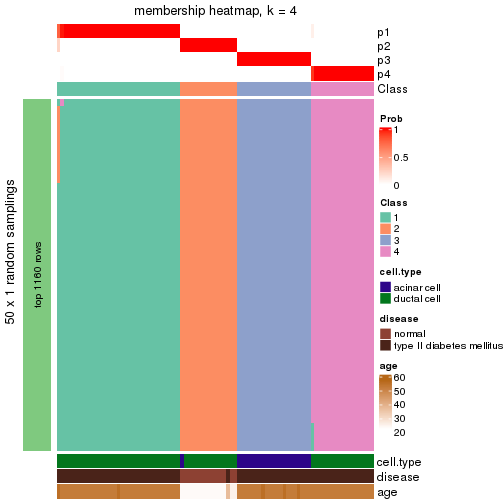 membership heatmap, k = 4
p1
p2
p3
p4
Class
50 x 1 random samplings
top 1160 rows
Prob
1
0.5
0
Class
1
2
3
4
cell.type
acinar cell
ductal cell
disease
normal
type II diabetes mellitus
age
60
50
40
30
20
cell.type
disease
age